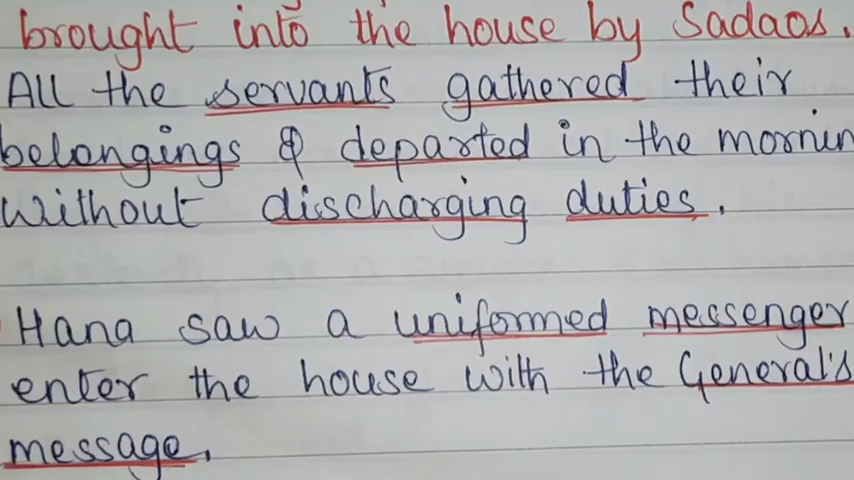 brought into the house by Sadaos.
All the servants gathered their
belongings & departed in the mornin
without discharging duties.
Hana saw a uniformed messenger
enter the house with the General's
message.